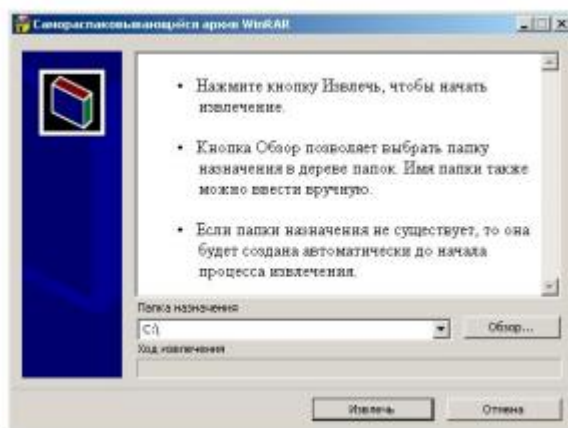 Самораспаковывающийся архив WinRAR
• Нажмите кнопку Извлечь, чтобы начать
извлечение.
• Кнопка Обзор позволяет выбрать папку
назначения в дереве папок. Имя папки также
можно ввести вручную.
• Если папки назначения не существует, то она
будет создана автоматически до начала
процесса извлечения.
Папка назначения
C:\
Обзор...
Ход извлечения
Извлечь
Отмена